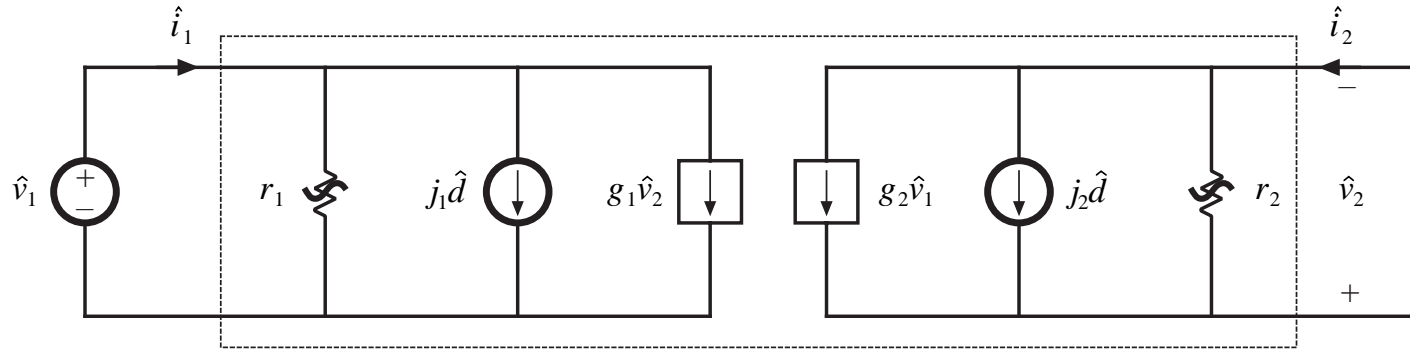 î₁ î₂
−
v̂₁ + − r₁ j₁d̂ g₁v̂₂ g₂v̂₁ j₂d̂ r₂ v̂₂
+